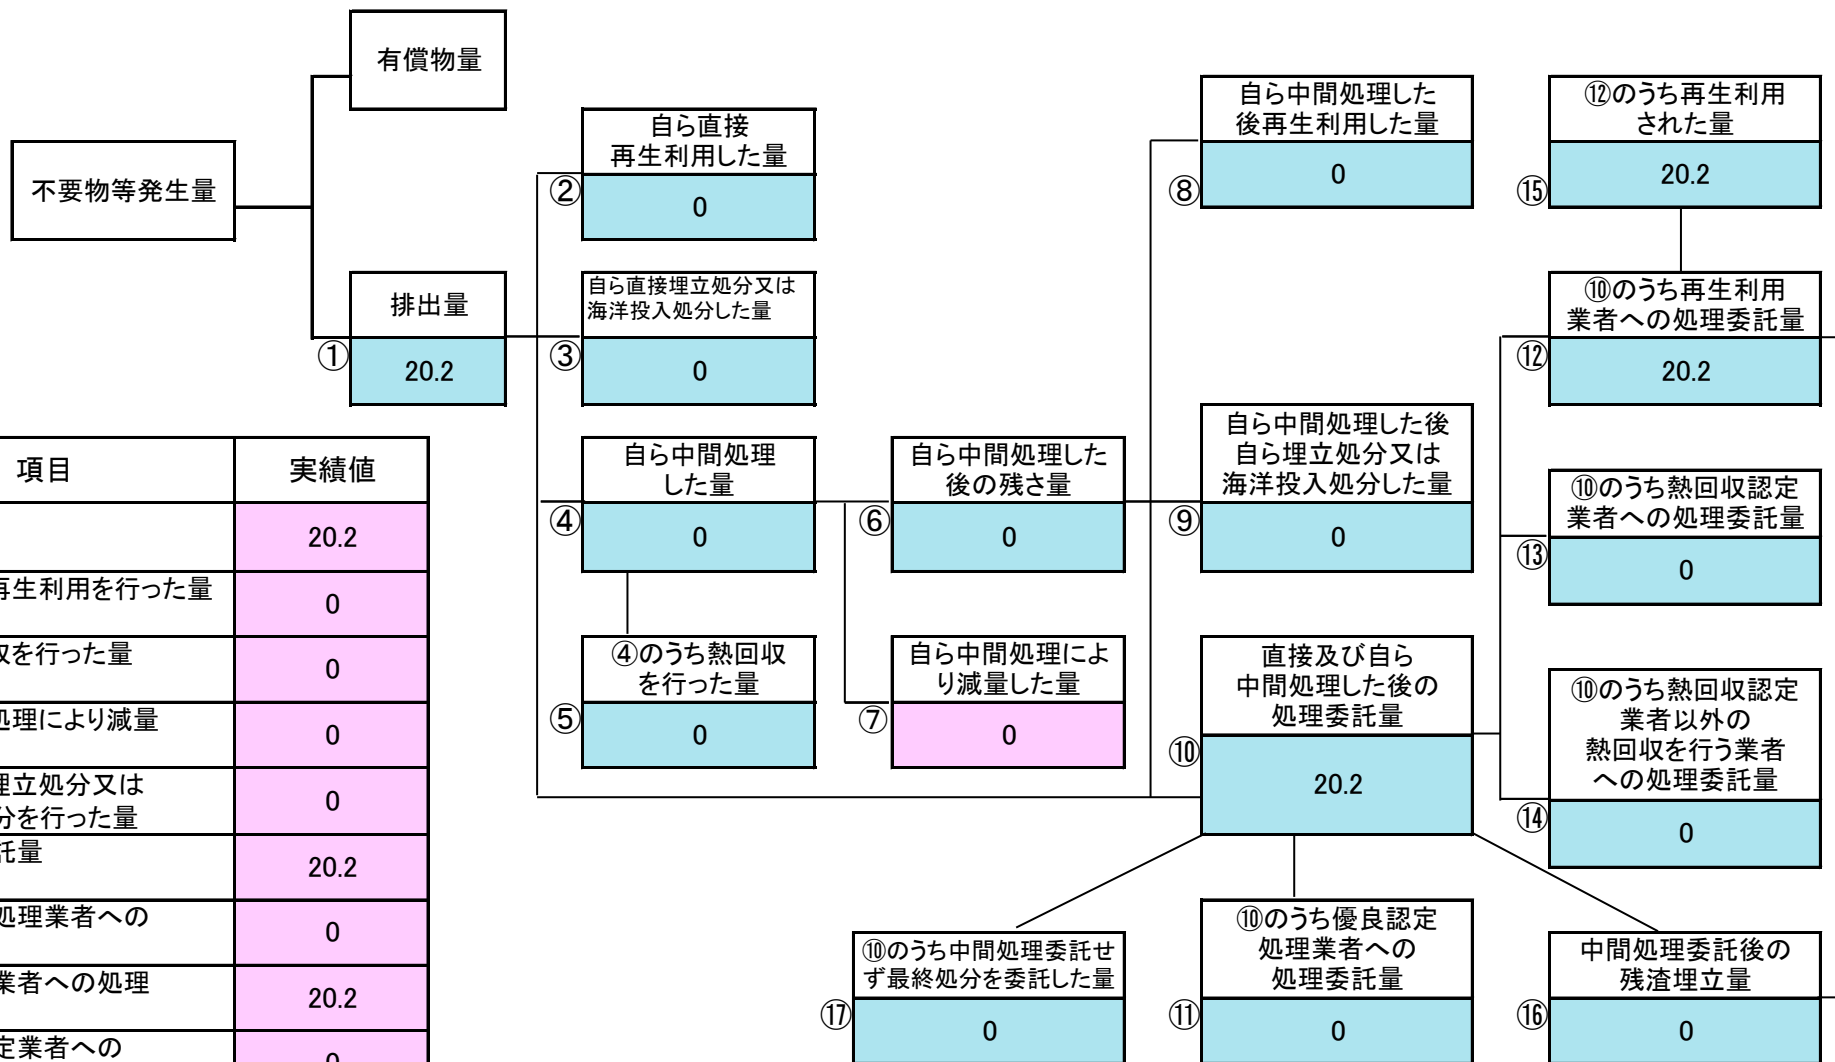 有償物量
不要物等発生量
排出量
①
20.2
自ら直接
再生利用した量
②
0
自ら直接埋立処分又は
海洋投入処分した量
③
0
自ら中間処理
した量
④
0
④のうち熱回収
を行った量
⑤
0
自ら中間処理した
後の残さ量
⑥
0
自ら中間処理によ
り減量した量
⑦
0
自ら中間処理した
後再生利用した量
⑧
0
自ら中間処理した後
自ら埋立処分又は
海洋投入処分した量
⑨
0
直接及び自ら
中間処理した後の
処理委託量
⑩
20.2
⑫のうち再生利用
された量
⑮
20.2
⑩のうち再生利用
業者への処理委託量
⑫
20.2
⑩のうち熱回収認定
業者への処理委託量
⑬
0
⑩のうち熱回収認定
業者以外の
熱回収を行う業者
への処理委託量
⑭
0
⑩のうち中間処理委託せ
ず最終処分を委託した量
⑰
0
⑩のうち優良認定
処理業者への
処理委託量
⑪
0
中間処理委託後の
残渣埋立量
⑯
0
項目 実績値
20.2
再生利用を行った量
0
を行った量
0
処理により減量
0
埋立処分又は
分を行った量
0
託量
20.2
処理業者への
0
業者への処理
20.2
定業者への
0